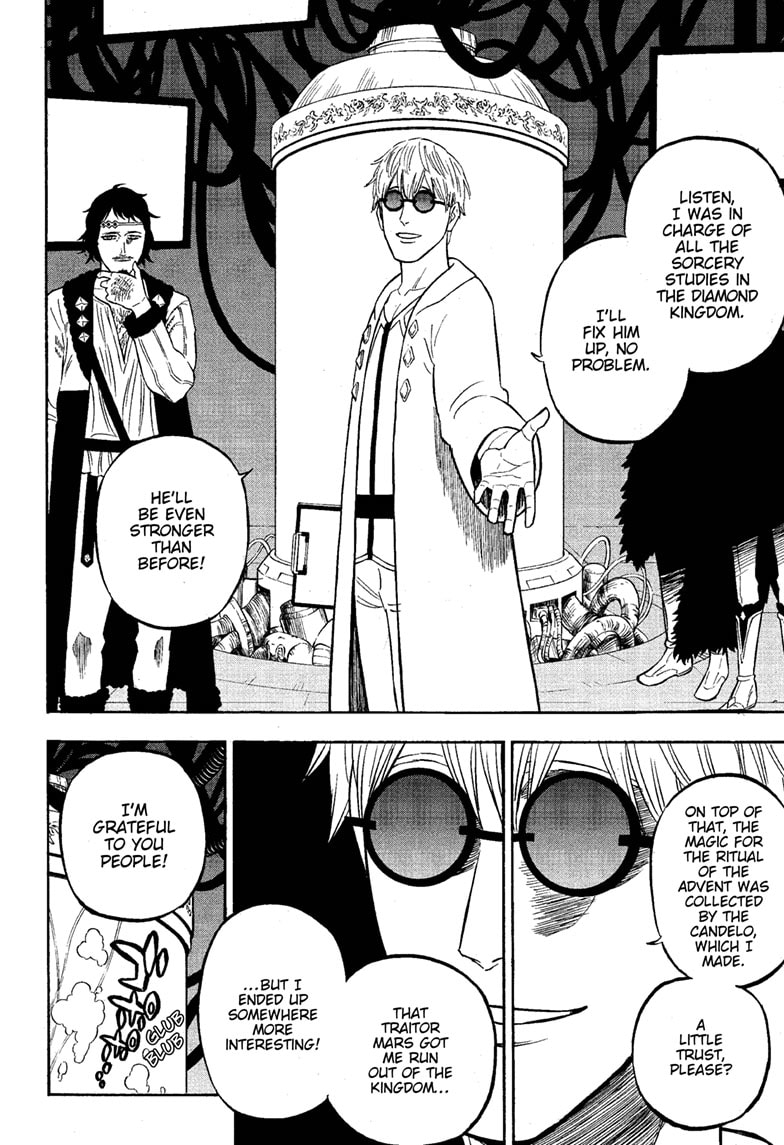 LISTEN,
I WAS IN
CHARGE OF
ALL THE
SORCERY
STUDIES IN
THE DIAMOND
KINGDOM.
I'LL
FIX HIM
UP, NO
PROBLEM.
HE'LL
BE EVEN
STRONGER
THAN
BEFORE!
ON TOP OF
THAT, THE
MAGIC FOR
THE RITUAL
OF THE
ADVENT WAS
COLLECTED
BY THE
CANDELO,
WHICH I
MADE.
A
LITTLE
TRUST,
PLEASE?
THAT
TRAITOR
MARS GOT
ME RUN
OUT OF THE
KINGDOM...
...BUT I
ENDED UP
SOMEWHERE
MORE
INTERESTING!
I'M
GRATEFUL
TO YOU
PEOPLE!
GLUB
BLUB